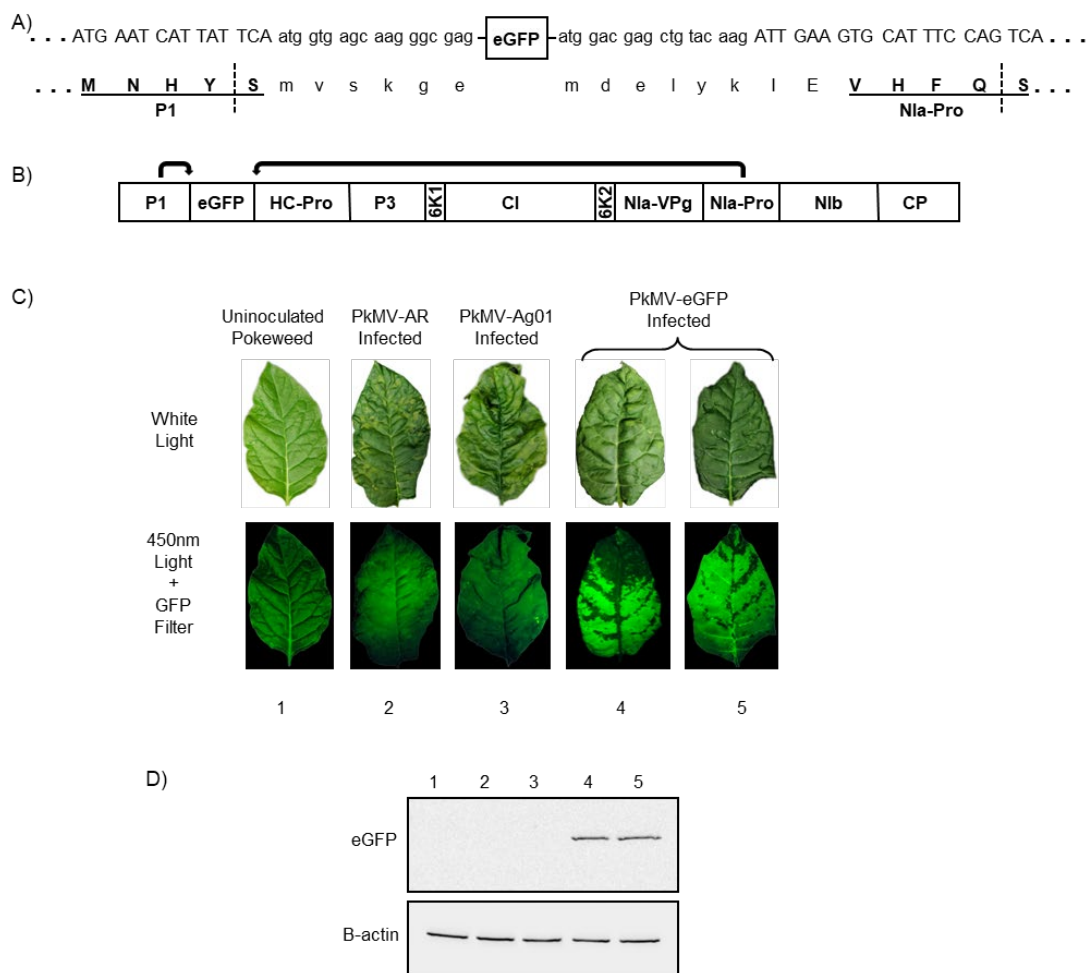 A)
. . . ATG AAT CAT TAT TCA atg gtg agc aag ggc gag eGFP atg gac gag ctg tac aag ATT GAA GTG CAT TTC CAG TCA . . .
. . . M N H Y S m v s k g e m d e l y k I E V H F Q S . . .
P1 NIa-Pro
B)
P1 eGFP HC-Pro P3 6K1 CI 6K2 NIa-VPg NIa-Pro NIb CP
C)
Uninoculated Pokeweed
PkMV-AR Infected
PkMV-Ag01 Infected
PkMV-eGFP Infected
White
Light
450nm
Light
+
GFP
Filter
1 2 3 4 5
D)
1 2 3 4 5
eGFP
B-actin